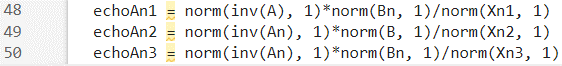 48 echoAn1 = norm(inv(A), 1)*norm(Bn, 1)/norm(Xn1, 1)
49 echoAn2 = norm(inv(An), 1)*norm(B, 1)/norm(Xn2, 1)
50 echoAn3 = norm(inv(An), 1)*norm(Bn, 1)/norm(Xn3, 1)